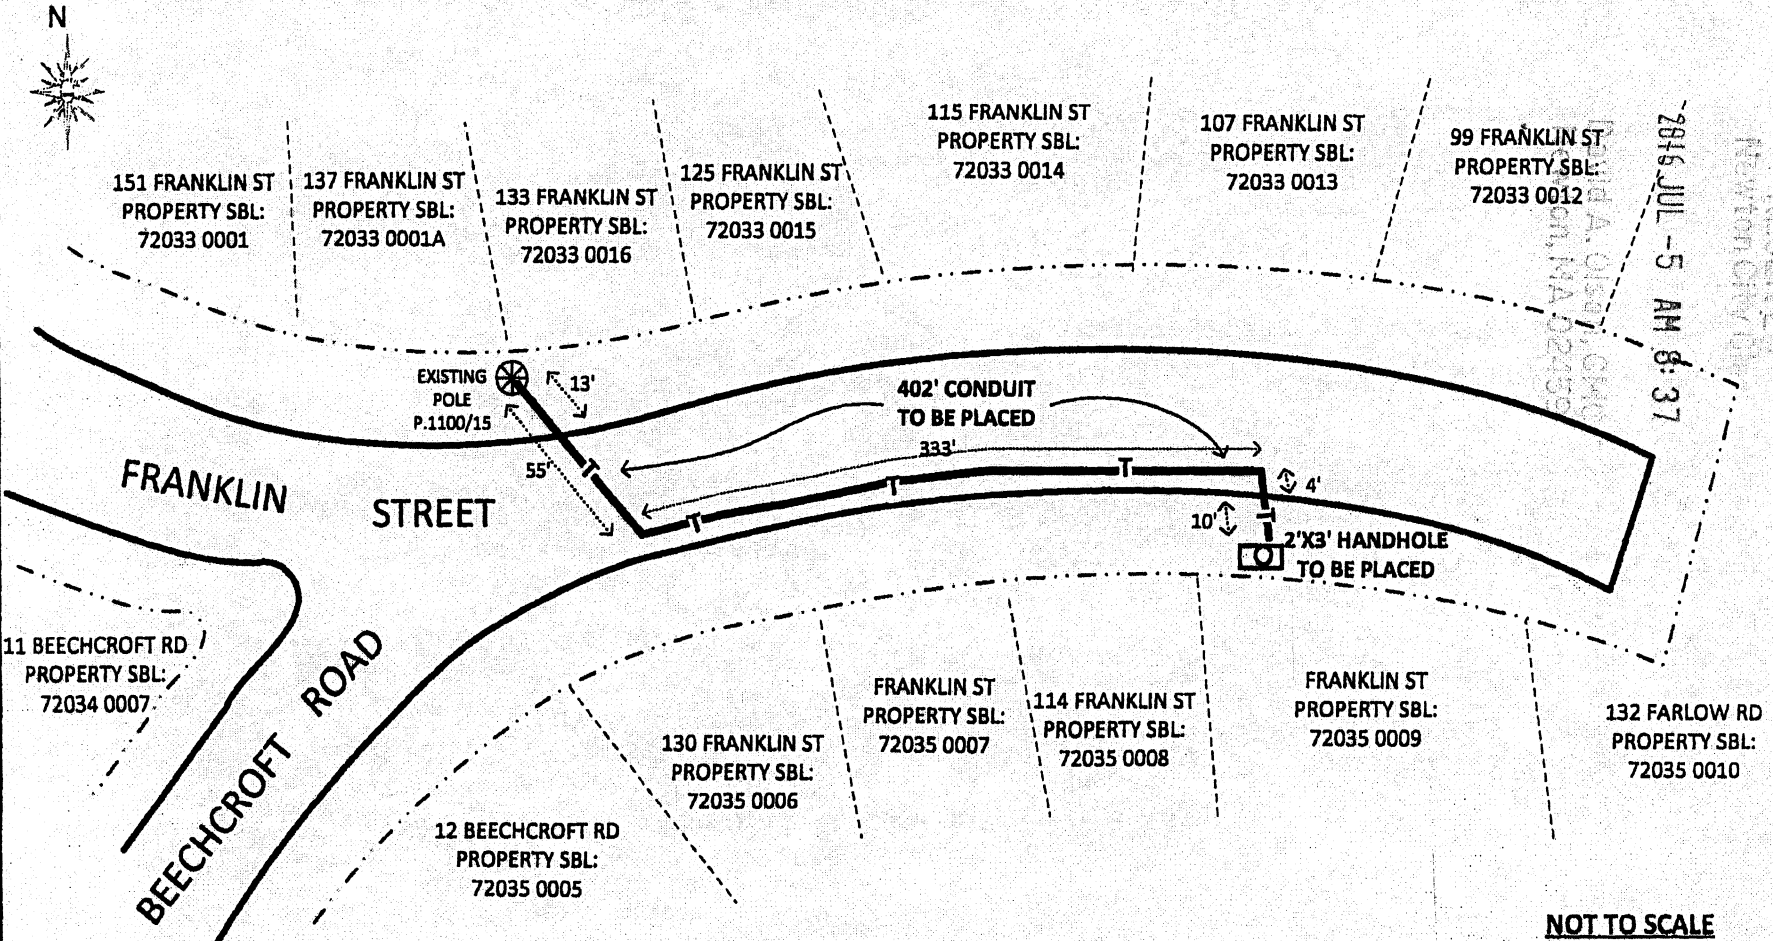 N
151 FRANKLIN ST
PROPERTY SBL:
72033 0001
137 FRANKLIN ST
PROPERTY SBL:
72033 0001A
133 FRANKLIN ST
PROPERTY SBL:
72033 0016
125 FRANKLIN ST
PROPERTY SBL:
72033 0015
115 FRANKLIN ST
PROPERTY SBL:
72033 0014
107 FRANKLIN ST
PROPERTY SBL:
72033 0013
99 FRANKLIN ST
PROPERTY SBL:
72033 0012
2016 JUL -5 AM 8:37
Newton City
Newton, MA 02459
EXISTING
POLE
P.1100/15
13'
55'
402' CONDUIT
TO BE PLACED
333'
T
T
T
T
T
4'
10'
2'X3' HANDHOLE
TO BE PLACED
FRANKLIN
STREET
BEECHCROFT ROAD
11 BEECHCROFT RD
PROPERTY SBL:
72034 0007
12 BEECHCROFT RD
PROPERTY SBL:
72035 0005
130 FRANKLIN ST
PROPERTY SBL:
72035 0006
FRANKLIN ST
PROPERTY SBL:
72035 0007
114 FRANKLIN ST
PROPERTY SBL:
72035 0008
FRANKLIN ST
PROPERTY SBL:
72035 0009
132 FARLOW RD
PROPERTY SBL:
72035 0010
NOT TO SCALE